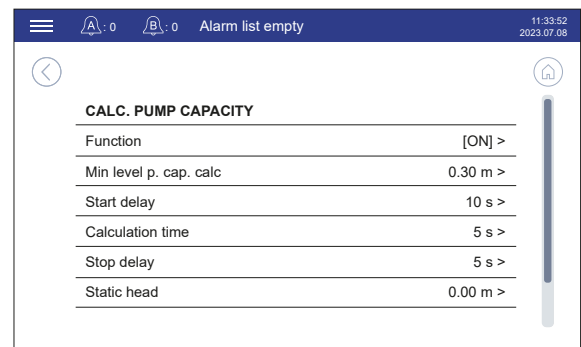 A : 0 B : 0 Alarm list empty 11:33:52
2023.07.08
CALC. PUMP CAPACITY
Function [ON] >
Min level p. cap. calc 0.30 m >
Start delay 10 s >
Calculation time 5 s >
Stop delay 5 s >
Static head 0.00 m >